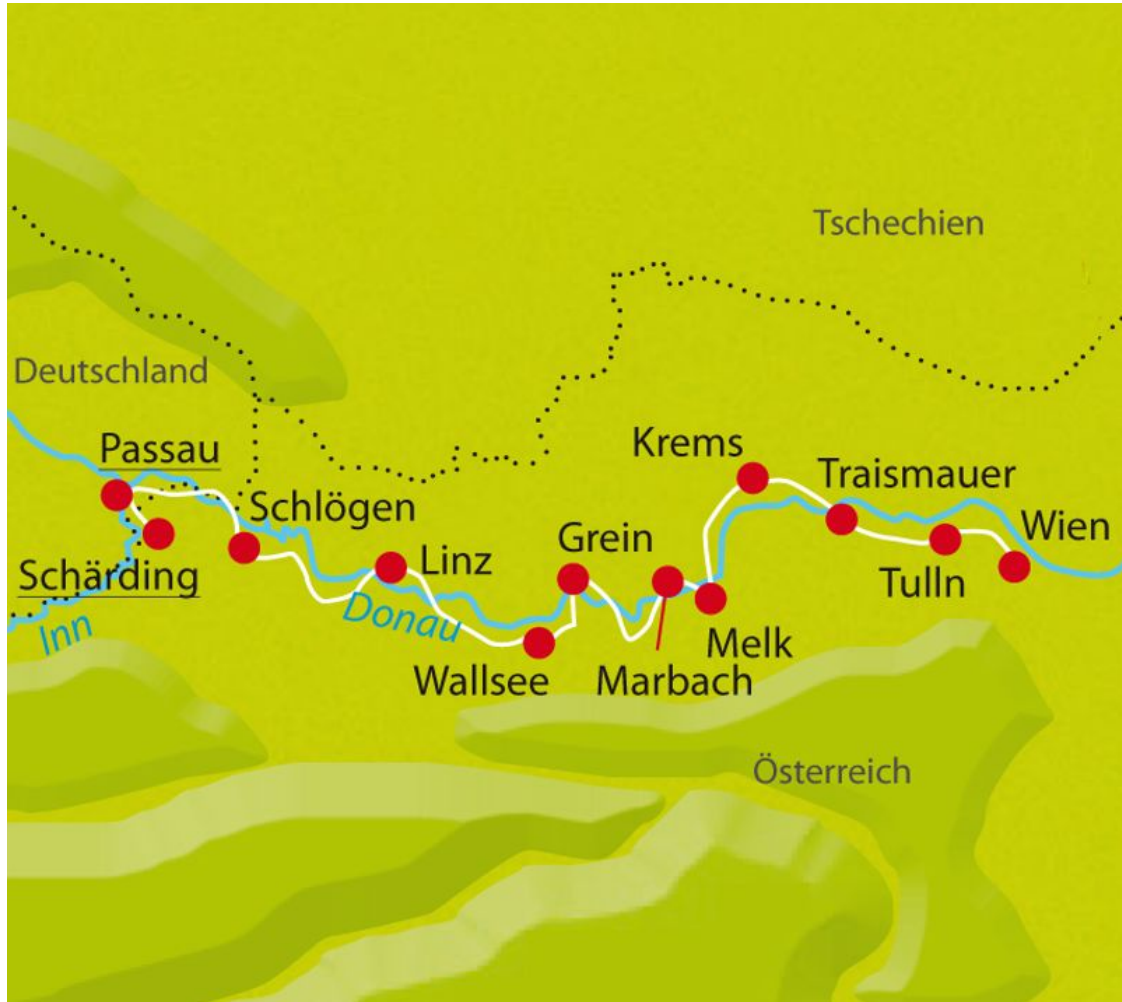 Tschechien
Deutschland
Passau
Krems
Traismauer
Schlögen
Wien
Grein
Linz
Schärding
Tulln
Inn
Donau
Melk
Wallsee
Marbach
Österreich